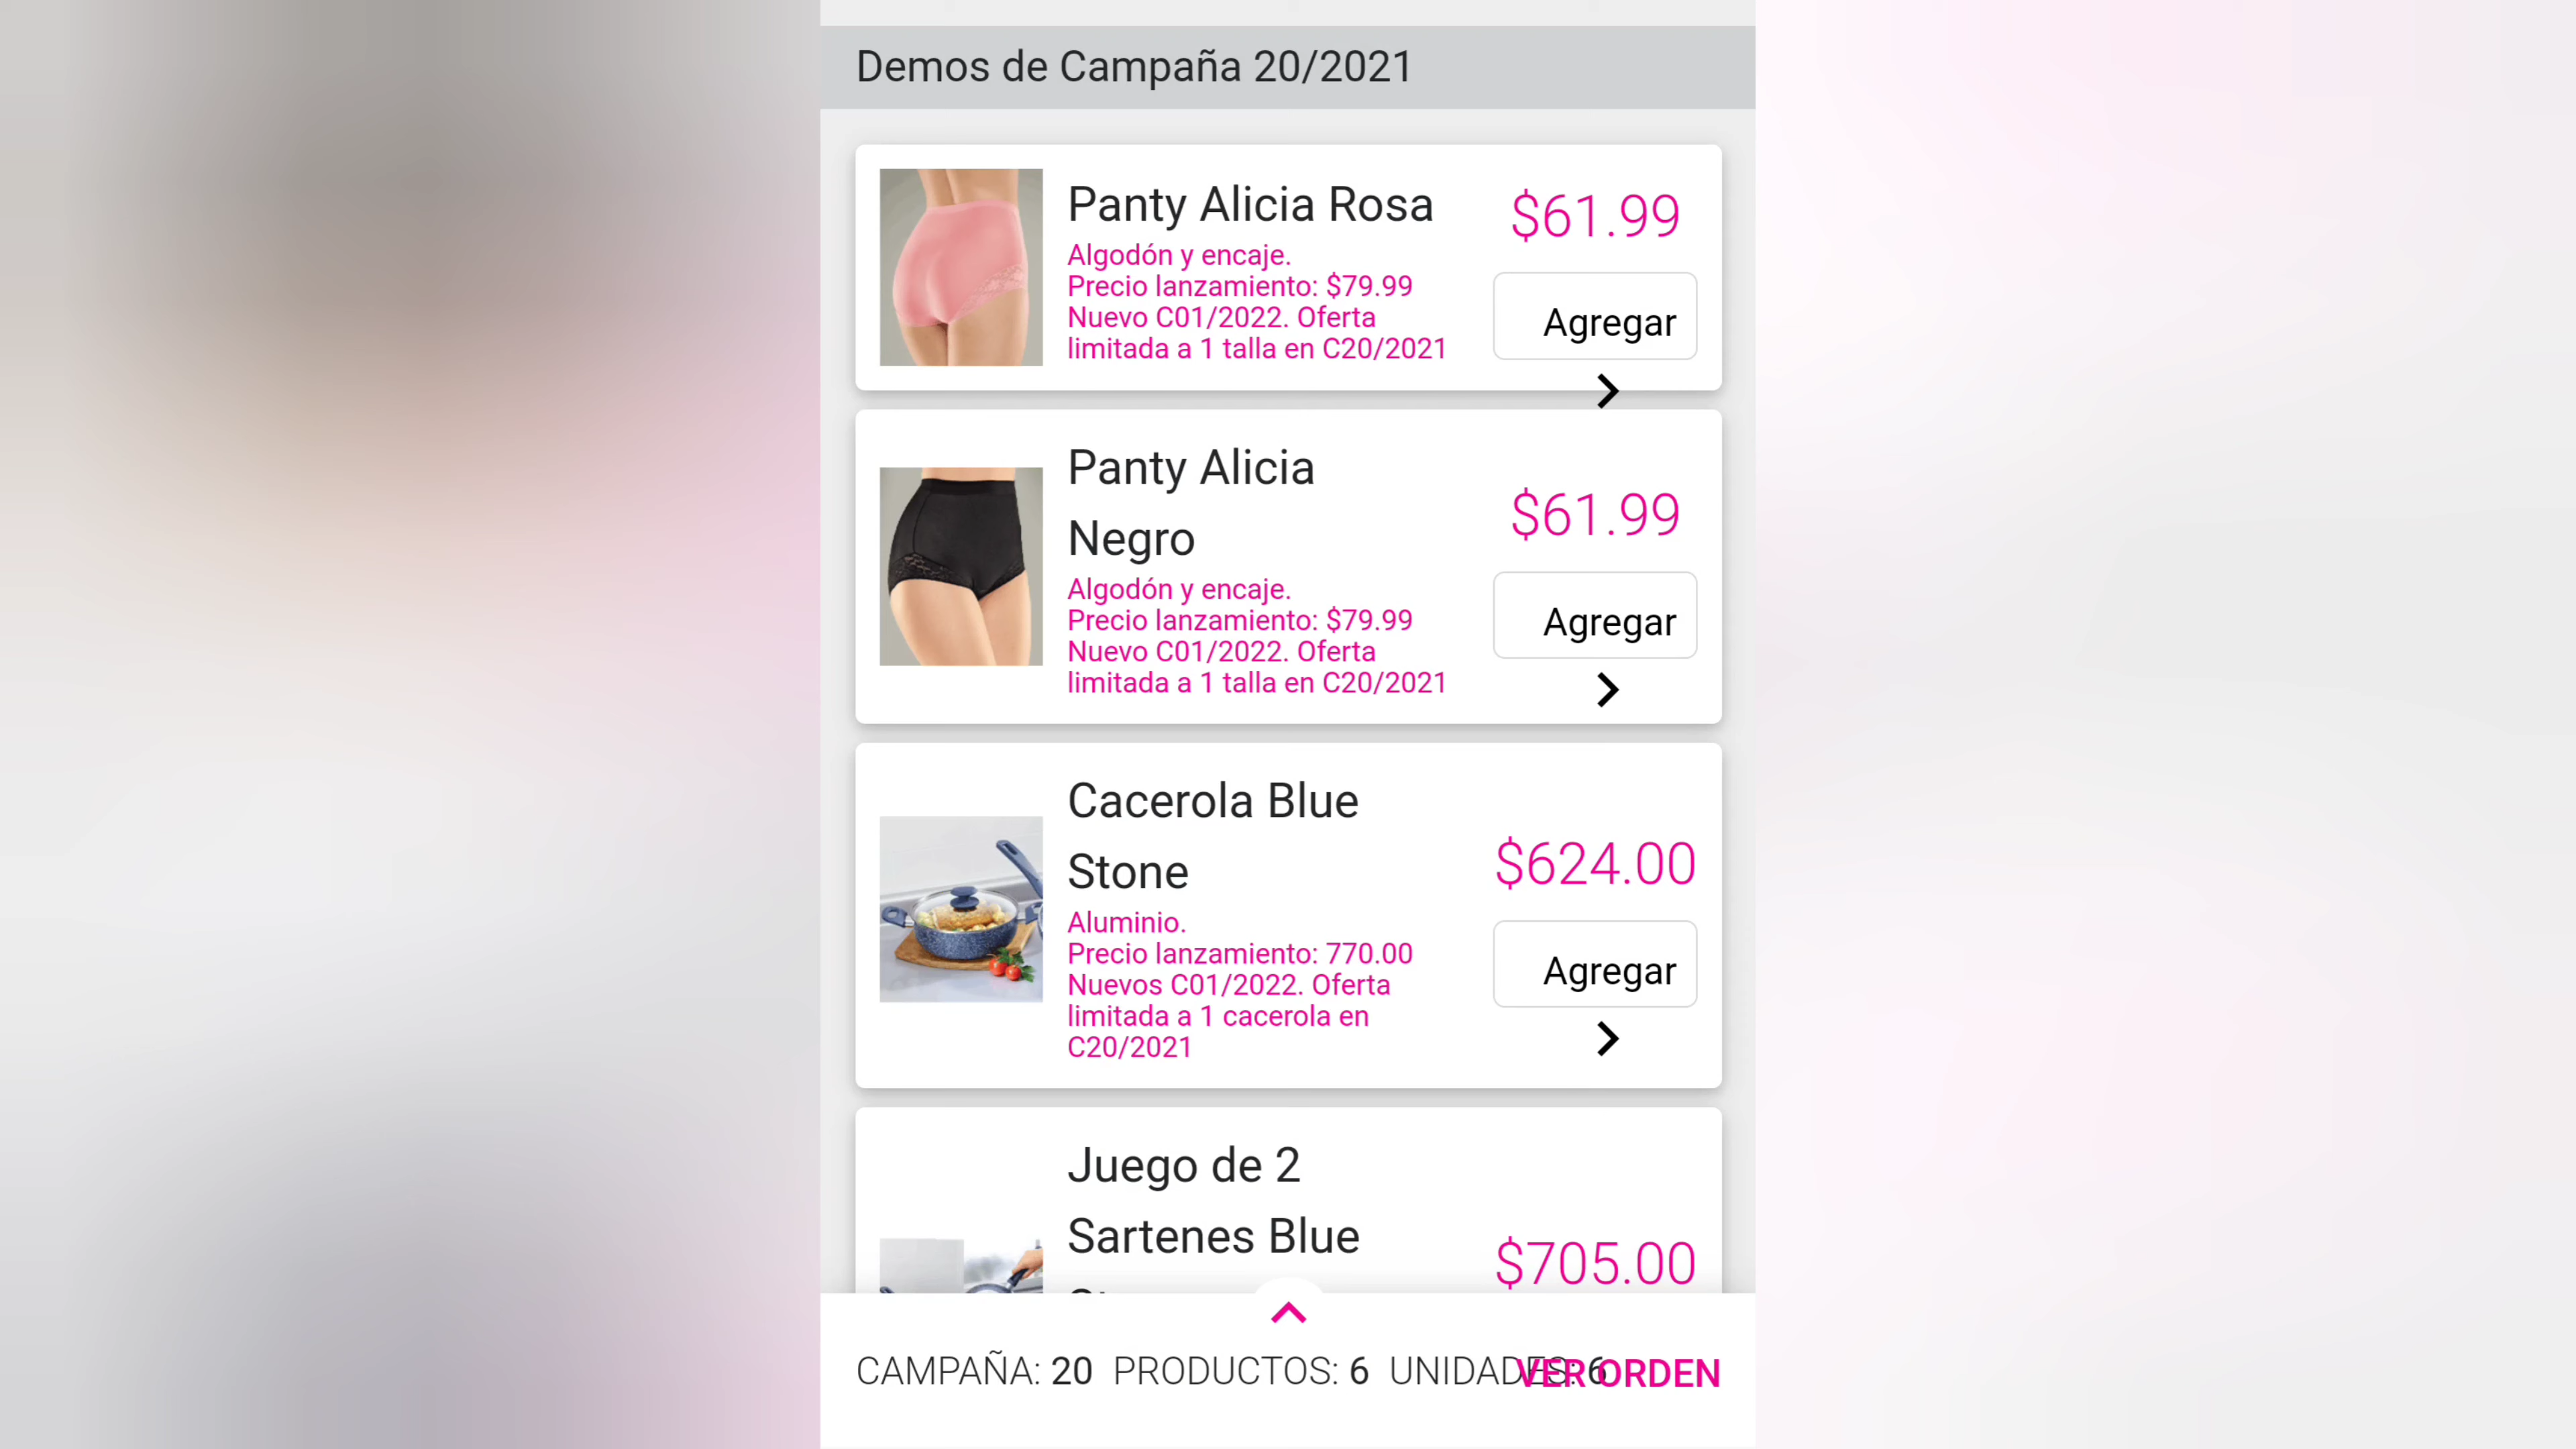 Demos de Campaña 20/2021
Panty Alicia Rosa
Algodón y encaje.
Precio lanzamiento: $79.99
Nuevo C01/2022. Oferta
limitada a 1 talla en C20/2021
$61.99
Agregar
Panty Alicia
Negro
Algodón y encaje.
Precio lanzamiento: $79.99
Nuevo C01/2022. Oferta
limitada a 1 talla en C20/2021
$61.99
Agregar
Cacerola Blue
Stone
Aluminio.
Precio lanzamiento: 770.00
Nuevos C01/2022. Oferta
limitada a 1 cacerola en
C20/2021
$624.00
Agregar
Juego de 2
Sartenes Blue
$705.00
CAMPAÑA: 20 PRODUCTOS: 6 UNIDADES: 6
VER ORDEN